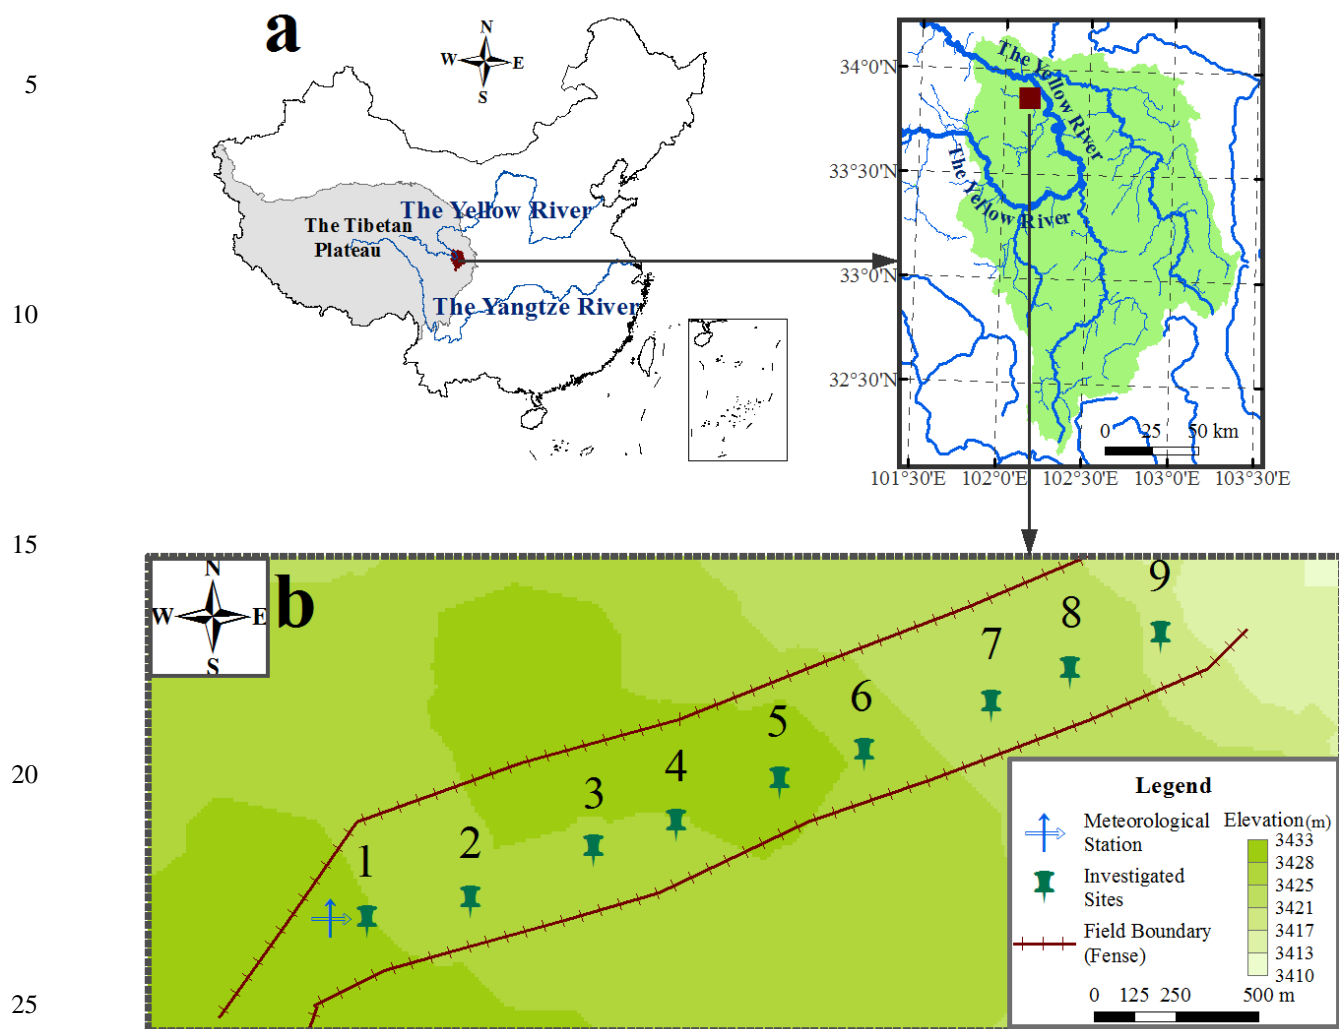 5
10
15
20
25
a
N
W E
S
The Yellow River
The Tibetan
Plateau
The Yangtze River
34°0'N
33°30'N
33°0'N
32°30'N
The Yellow River
The Yellow River
0 25 50 km
101°30'E 102°0'E 102°30'E 103°0'E 103°30'E
b
N
W E
S
1
2
3
4
5
6
7
8
9
Legend
Meteorological
Station
Investigated
Sites
Field Boundary
(Fense)
Elevation(m)
3433
3428
3425
3421
3417
3413
3410
0 125 250 500 m